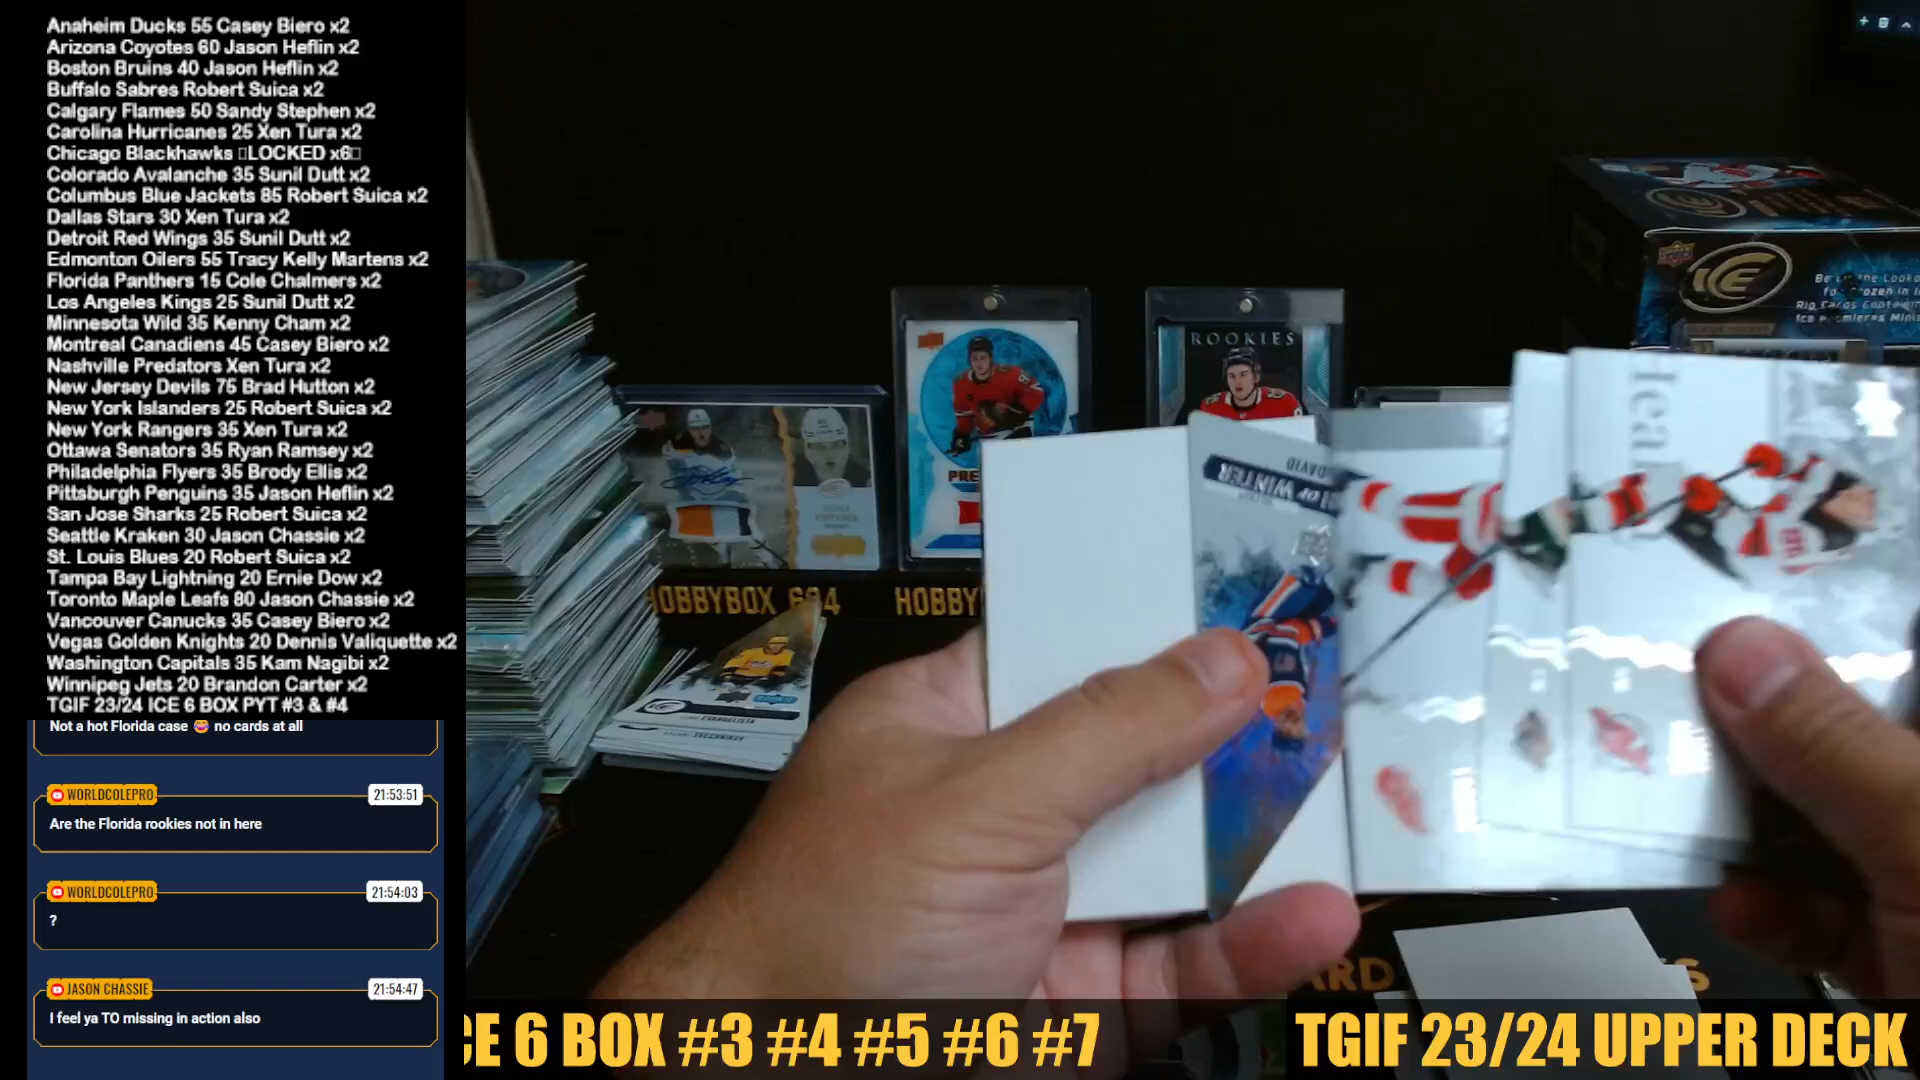 Anaheim Ducks 55 Casey Biero x2
Arizona Coyotes 60 Jason Heflin x2
Boston Bruins 40 Jason Heflin x2
Buffalo Sabres Robert Suica x2
Calgary Flames 50 Sandy Stephen x2
Carolina Hurricanes 25 Xen Tura x2
Chicago Blackhawks LOCKED x6
Colorado Avalanche 35 Sunil Dutt x2
Columbus Blue Jackets 85 Robert Suica x2
Dallas Stars 30 Xen Tura x2
Detroit Red Wings 35 Sunil Dutt x2
Edmonton Oilers 55 Tracy Kelly Martens x2
Florida Panthers 15 Cole Chalmers x2
Los Angeles Kings 25 Sunil Dutt x2
Minnesota Wild 35 Kenny Cham x2
Montreal Canadiens 45 Casey Biero x2
Nashville Predators Xen Tura x2
New Jersey Devils 75 Brad Hutton x2
New York Islanders 25 Robert Suica x2
New York Rangers 35 Xen Tura x2
Ottawa Senators 35 Ryan Ramsey x2
Philadelphia Flyers 35 Brody Ellis x2
Pittsburgh Penguins 35 Jason Heflin x2
San Jose Sharks 25 Robert Suica x2
Seattle Kraken 30 Jason Chassie x2
St. Louis Blues 20 Robert Suica x2
Tampa Bay Lightning 20 Ernie Dow x2
Toronto Maple Leafs 80 Jason Chassie x2
Vancouver Canucks 35 Casey Biero x2
Vegas Golden Knights 20 Dennis Valiquette x2
Washington Capitals 35 Kam Nagibi x2
Winnipeg Jets 20 Brandon Carter x2
TGIF 23/24 ICE 6 BOX PYT #3 & #4
Not a hot Florida case 😄 no cards at all
WORLDCOLEPRO 21:53:51
Are the Florida rookies not in here
WORLDCOLEPRO 21:54:03
?
JASON CHASSIE 21:54:47
I feel ya TO missing in action also
ROOKIES
ICE
PRE
HOBBYBOX 604
HOBBY
OF WINTER
EVANGELISTA
SVECHNIKOV
ICE 6 BOX #3 #4 #5 #6 #7
TGIF 23/24 UPPER DECK